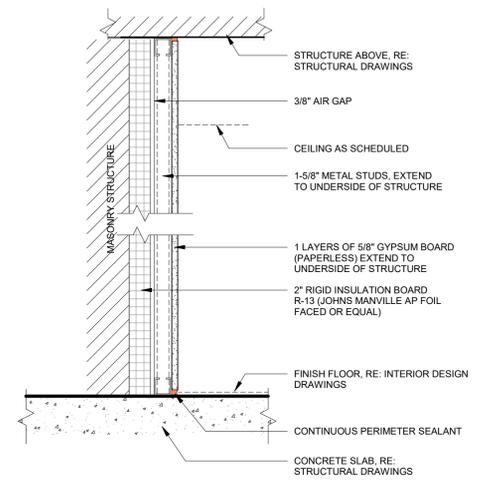 STRUCTURE ABOVE, RE:
STRUCTURAL DRAWINGS
3/8" AIR GAP
CEILING AS SCHEDULED
MASONRY STRUCTURE
1-5/8" METAL STUDS, EXTEND
TO UNDERSIDE OF STRUCTURE
1 LAYERS OF 5/8" GYPSUM BOARD
(PAPERLESS) EXTEND TO
UNDERSIDE OF STRUCTURE
2" RIGID INSULATION BOARD
R-13 (JOHNS MANVILLE AP FOIL
FACED OR EQUAL)
FINISH FLOOR, RE: INTERIOR DESIGN
DRAWINGS
CONTINUOUS PERIMETER SEALANT
CONCRETE SLAB, RE:
STRUCTURAL DRAWINGS